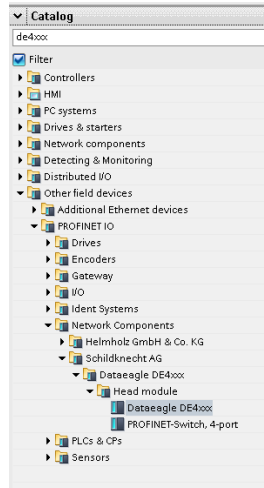 Catalog
de4xxx
Filter
Controllers
HMI
PC systems
Drives & starters
Network components
Detecting & Monitoring
Distributed I/O
Other field devices
Additional Ethernet devices
PROFINET IO
Drives
Encoders
Gateway
I/O
Ident Systems
Network Components
Helmholz GmbH & Co. KG
Schildknecht AG
Dataeagle DE4xxx
Head module
Dataeagle DE4xxx
PROFINET-Switch, 4-port
PLCs & CPs
Sensors